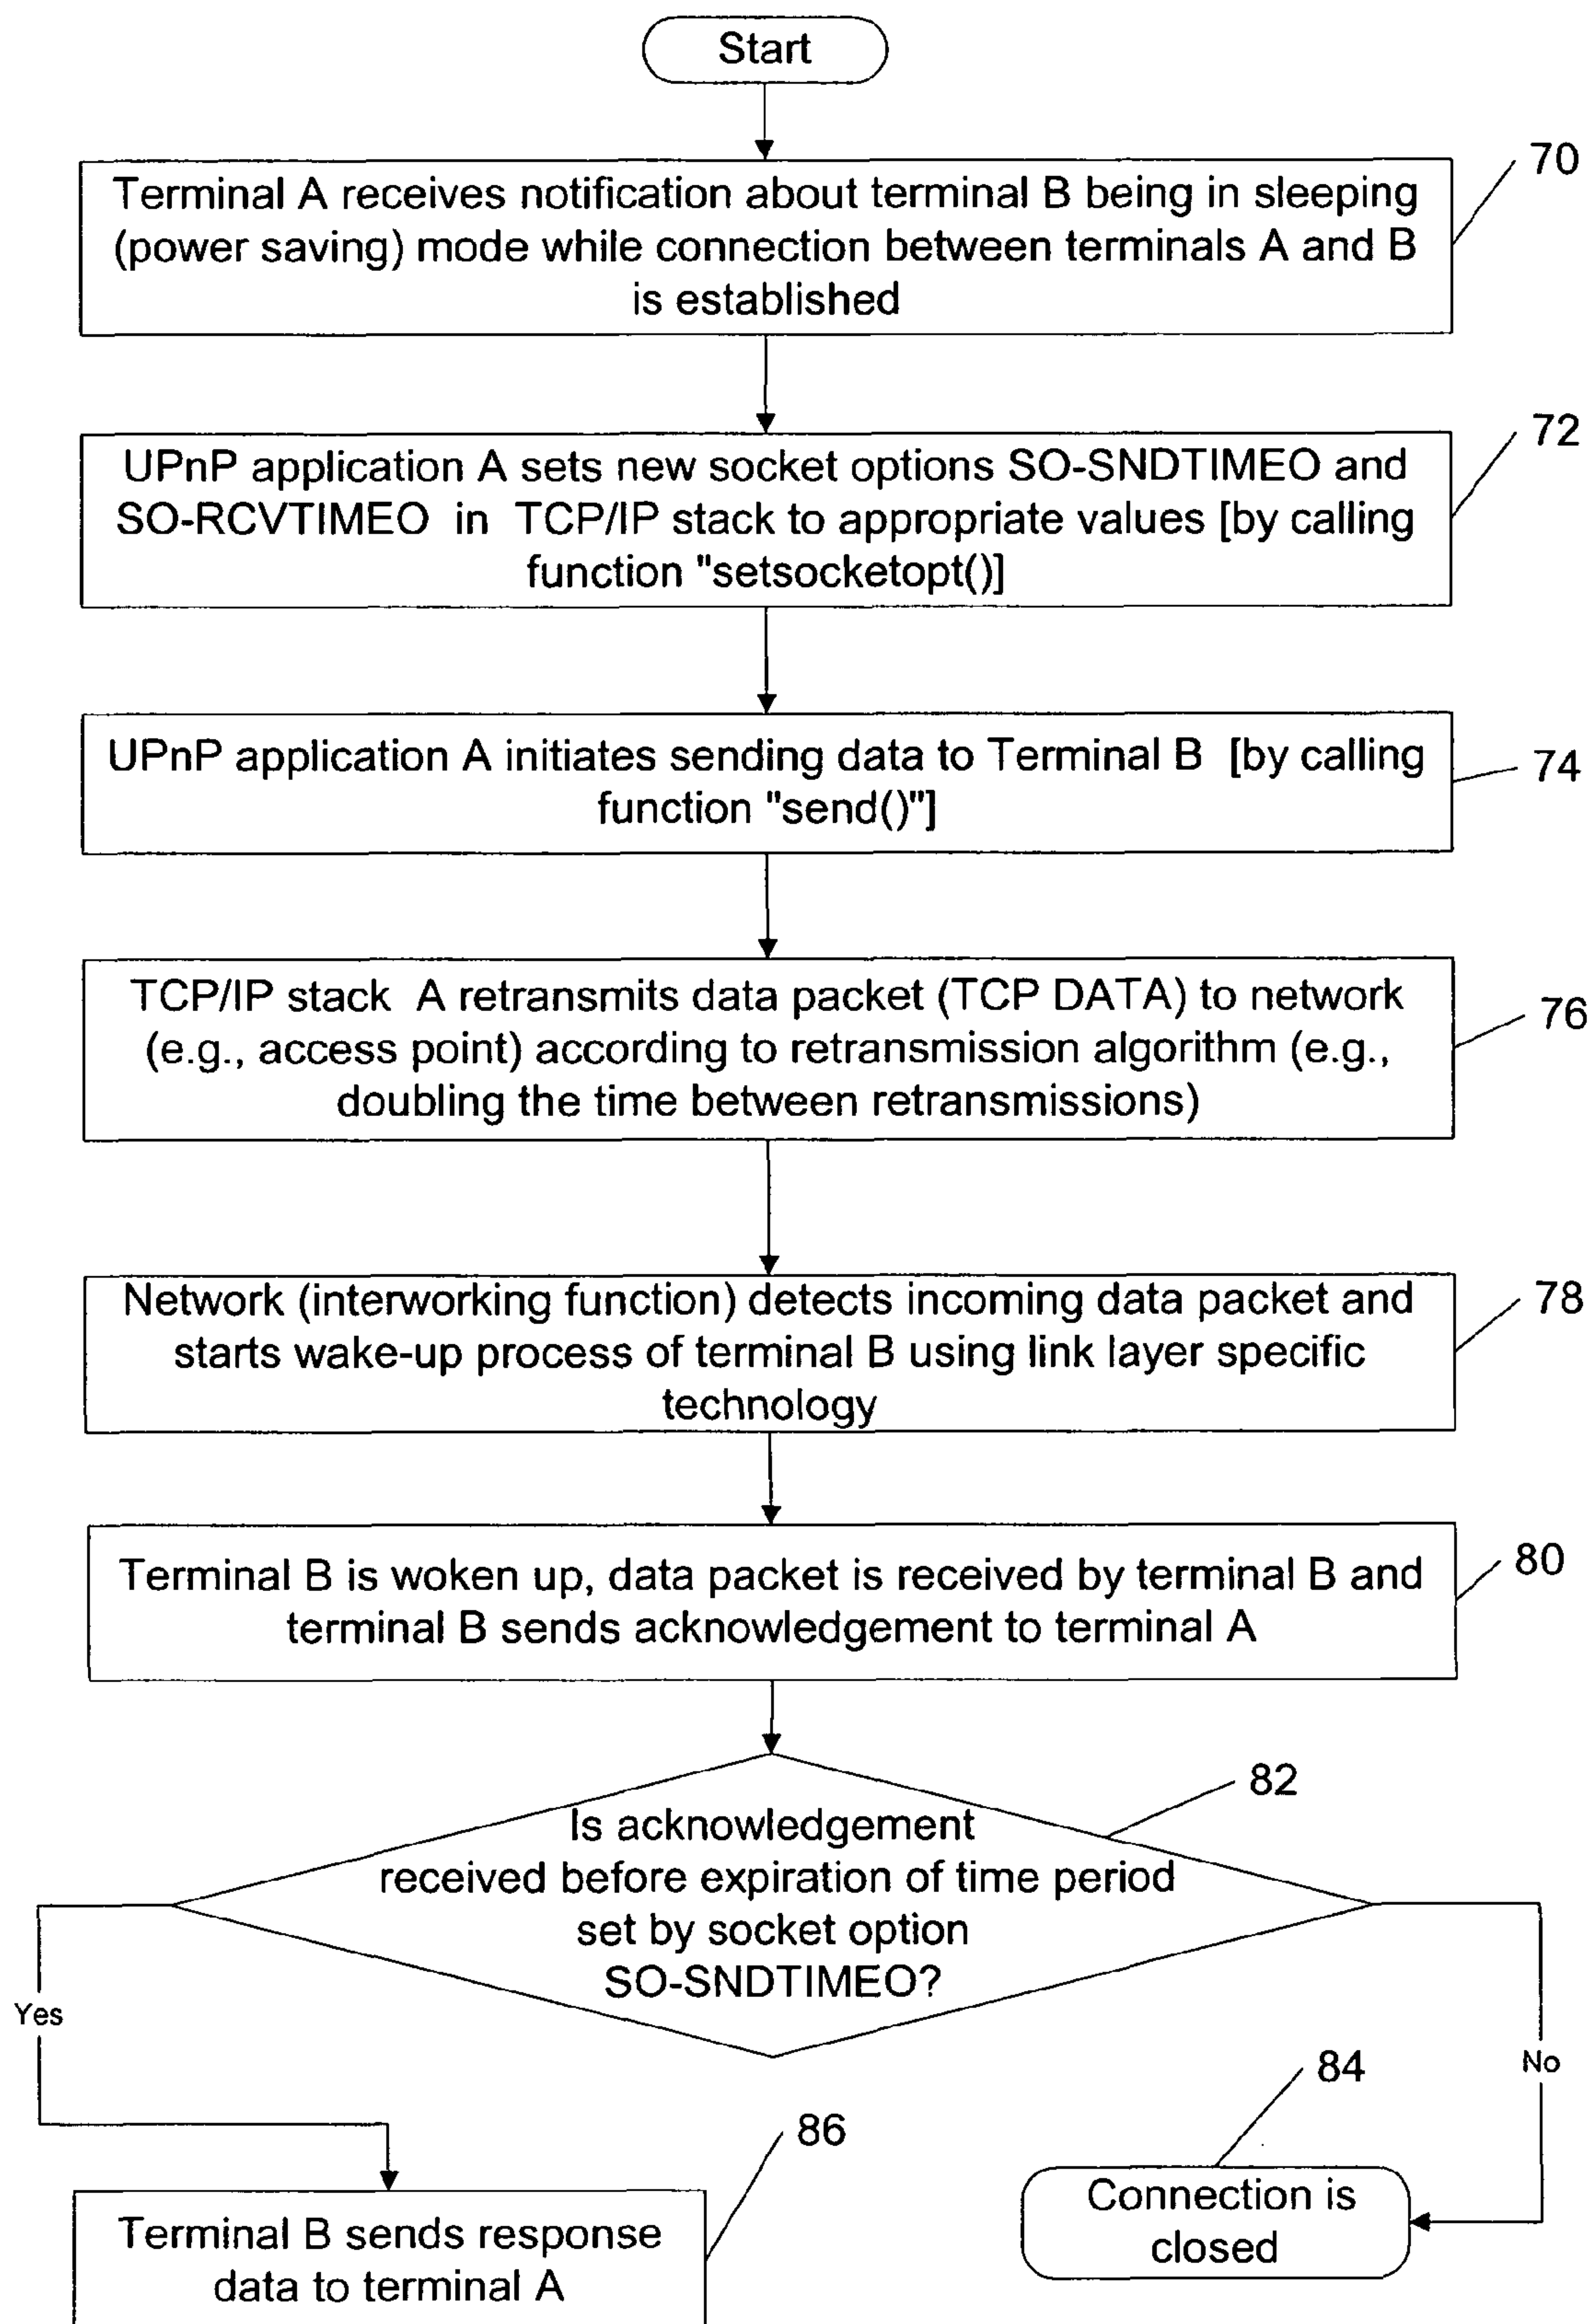 Start
70
Terminal A receives notification about terminal B being in sleeping
(power saving) mode while connection between terminals A and B
is established
72
UPnP application A sets new socket options SO-SNDTIMEO and
SO-RCVTIMEO in TCP/IP stack to appropriate values [by calling
function "setsocketopt()]
UPnP application A initiates sending data to Terminal B [by calling
function "send()"]
74
TCP/IP stack A retransmits data packet (TCP DATA) to network
(e.g., access point) according to retransmission algorithm (e.g.,
doubling the time between retransmissions)
76
Network (interworking function) detects incoming data packet and
starts wake-up process of terminal B using link layer specific
technology
78
Terminal B is woken up, data packet is received by terminal B and
terminal B sends acknowledgement to terminal A
80
82
Is acknowledgement
received before expiration of time period
set by socket option
SO-SNDTIMEO?
Yes
No
84
86
Connection is
closed
Terminal B sends response
data to terminal A